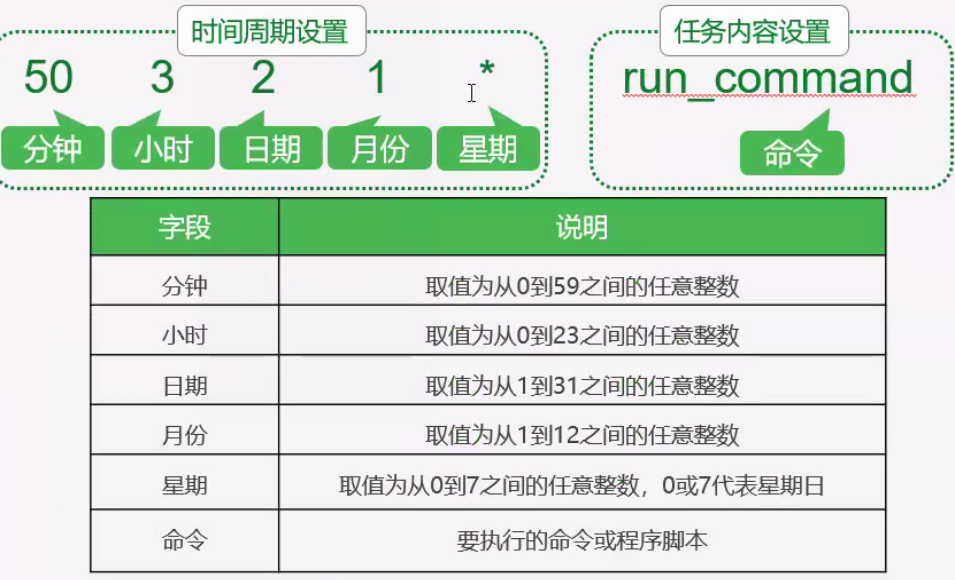 时间周期设置 任务内容设置
50 3 2 1 * run_command
分钟 小时 日期 月份 星期 命令
字段 说明
分钟 取值为从0到59之间的任意整数
小时 取值为从0到23之间的任意整数
日期 取值为从1到31之间的任意整数
月份 取值为从1到12之间的任意整数
星期 取值为从0到7之间的任意整数，0或7代表星期日
命令 要执行的命令或程序脚本